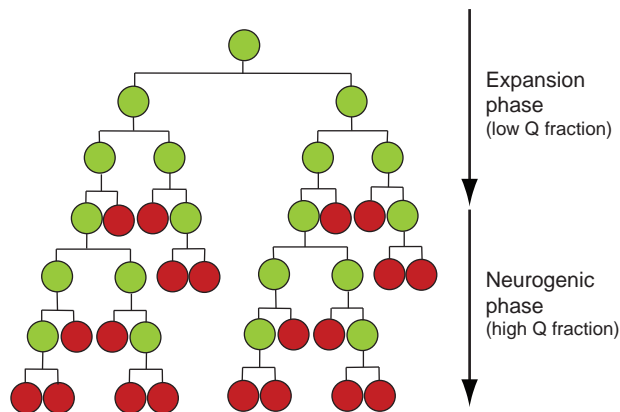 Expansion
phase
(low Q fraction)
Neurogenic
phase
(high Q fraction)